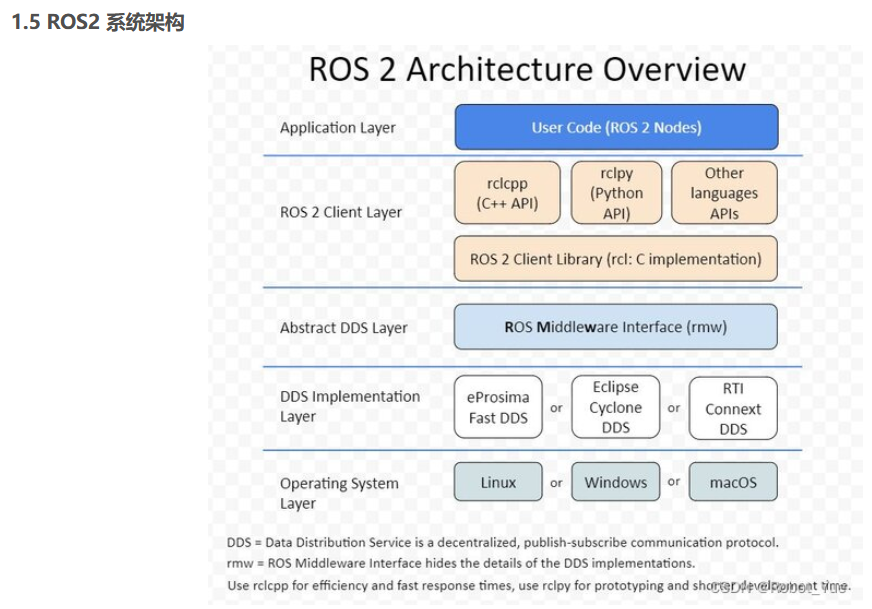 1.5 ROS2 系统架构
ROS 2 Architecture Overview
Application Layer
User Code (ROS 2 Nodes)
ROS 2 Client Layer
rclcpp
(C++ API)
rclpy
(Python
API)
Other
languages
APIs
ROS 2 Client Library (rcl: C implementation)
Abstract DDS Layer
ROS Middleware Interface (rmw)
DDS Implementation
Layer
eProsima
Fast DDS
or
Eclipse
Cyclone
DDS
or
RTI
Connext
DDS
Operating System
Layer
Linux
or
Windows
or
macOS
DDS = Data Distribution Service is a decentralized, publish-subscribe communication protocol.
rmw = ROS Middleware Interface hides the details of the DDS implementations.
Use rclcpp for efficiency and fast response times, use rclpy for prototyping and shorter development time.
CSDN @Robot_Yue